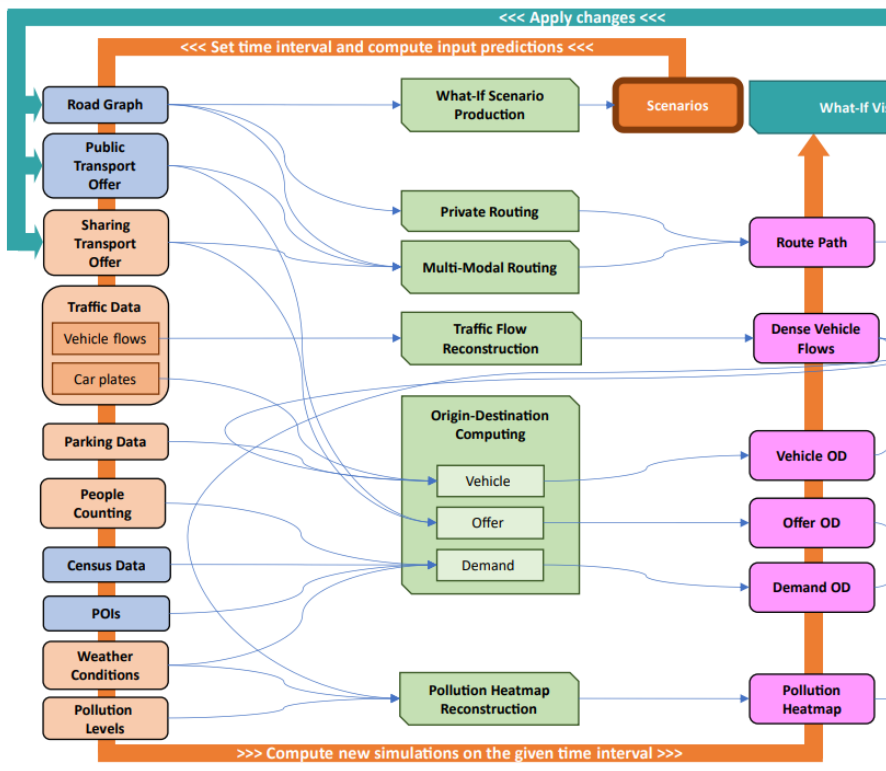 <<< Apply changes <<<
<<< Set time interval and compute input predictions <<<
Road Graph
What-If Scenario
Production
Scenarios
What-If Vis
Public
Transport
Offer
Sharing
Transport
Offer
Private Routing
Multi-Modal Routing
Route Path
Traffic Data
Vehicle flows
Car plates
Traffic Flow
Reconstruction
Dense Vehicle
Flows
Origin-Destination
Computing
Vehicle
Offer
Demand
Parking Data
People
Counting
Census Data
POIs
Weather
Conditions
Pollution
Levels
Vehicle OD
Offer OD
Demand OD
Pollution Heatmap
Reconstruction
Pollution
Heatmap
>>> Compute new simulations on the given time interval >>>